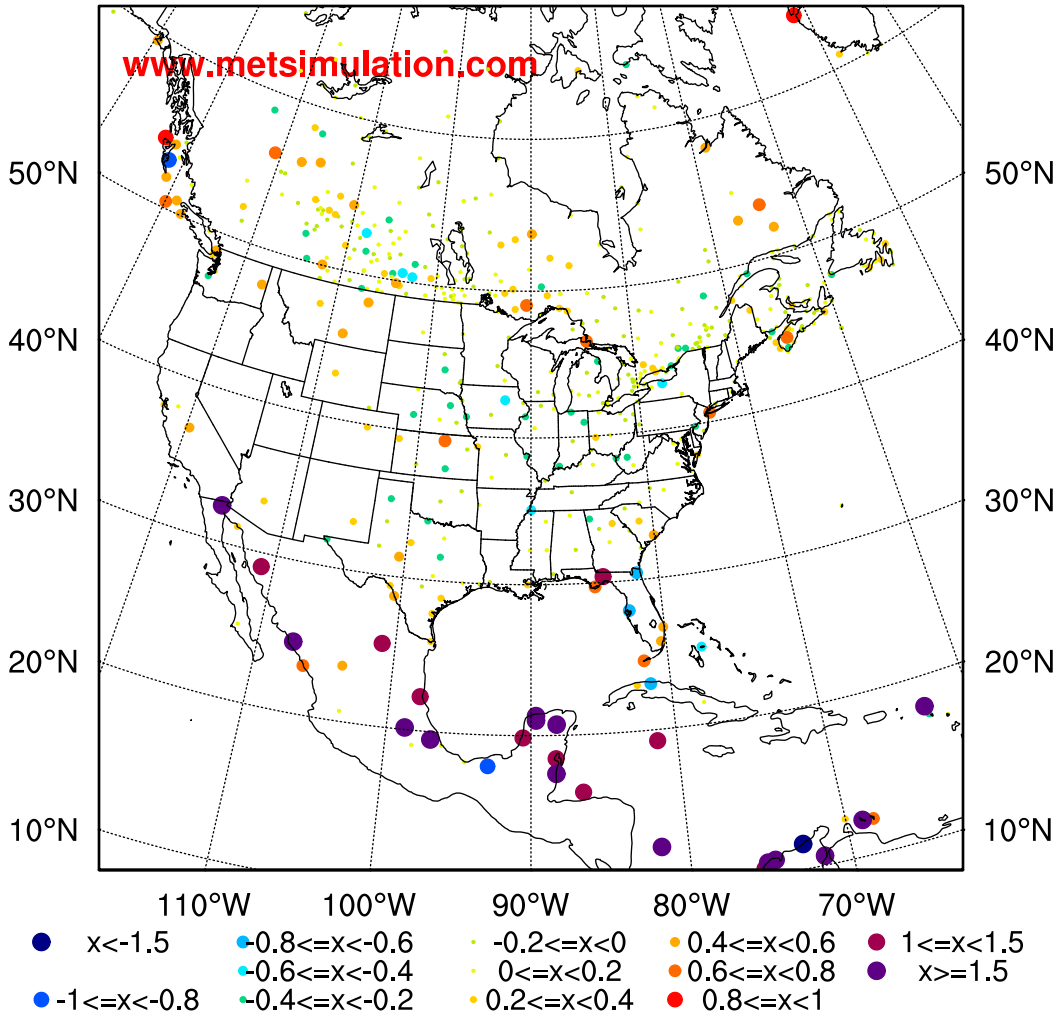 www.metsimulation.com
50°N 50°N
40°N 40°N
30°N 30°N
20°N 20°N
10°N 10°N
110°W 100°W 90°W 80°W 70°W
x<-1.5 -0.8<=x<-0.6 -0.2<=x<0 0.4<=x<0.6 1<=x<1.5
-0.6<=x<-0.4 0<=x<0.2 0.6<=x<0.8 x>=1.5
-1<=x<-0.8 -0.4<=x<-0.2 0.2<=x<0.4 0.8<=x<1